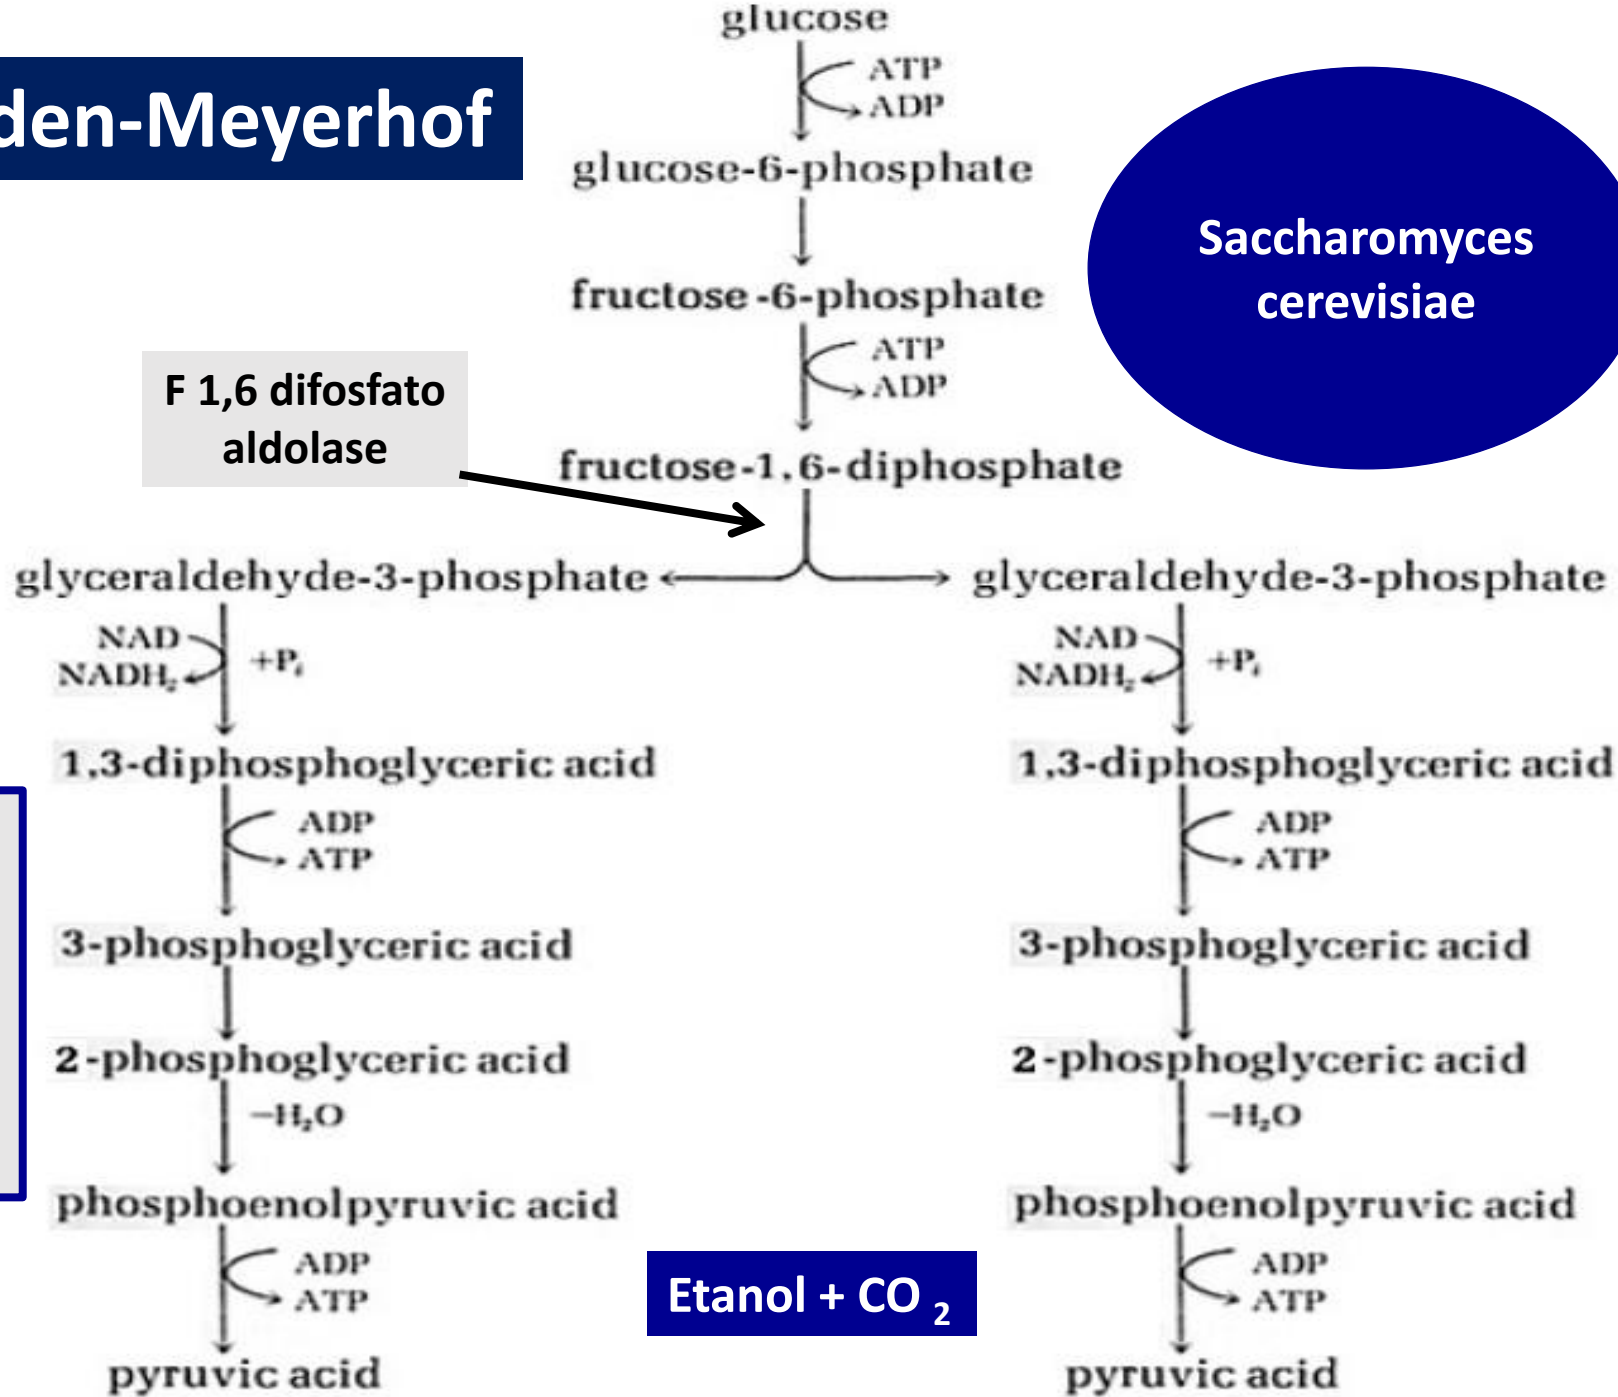 glucose
den-Meyerhof
ATP
ADP
glucose-6-phosphate
Saccharomyces
cerevisiae
fructose-6-phosphate
ATP
ADP
F 1,6 difosfato
aldolase
fructose-1,6-diphosphate
glyceraldehyde-3-phosphate
glyceraldehyde-3-phosphate
NAD
NADH₂
+Pᵢ
NAD
NADH₂
+Pᵢ
1,3-diphosphoglyceric acid
1,3-diphosphoglyceric acid
ADP
ATP
ADP
ATP
3-phosphoglyceric acid
3-phosphoglyceric acid
2-phosphoglyceric acid
2-phosphoglyceric acid
−H₂O
−H₂O
phosphoenolpyruvic acid
phosphoenolpyruvic acid
ADP
ATP
Etanol + CO ₂
ADP
ATP
pyruvic acid
pyruvic acid